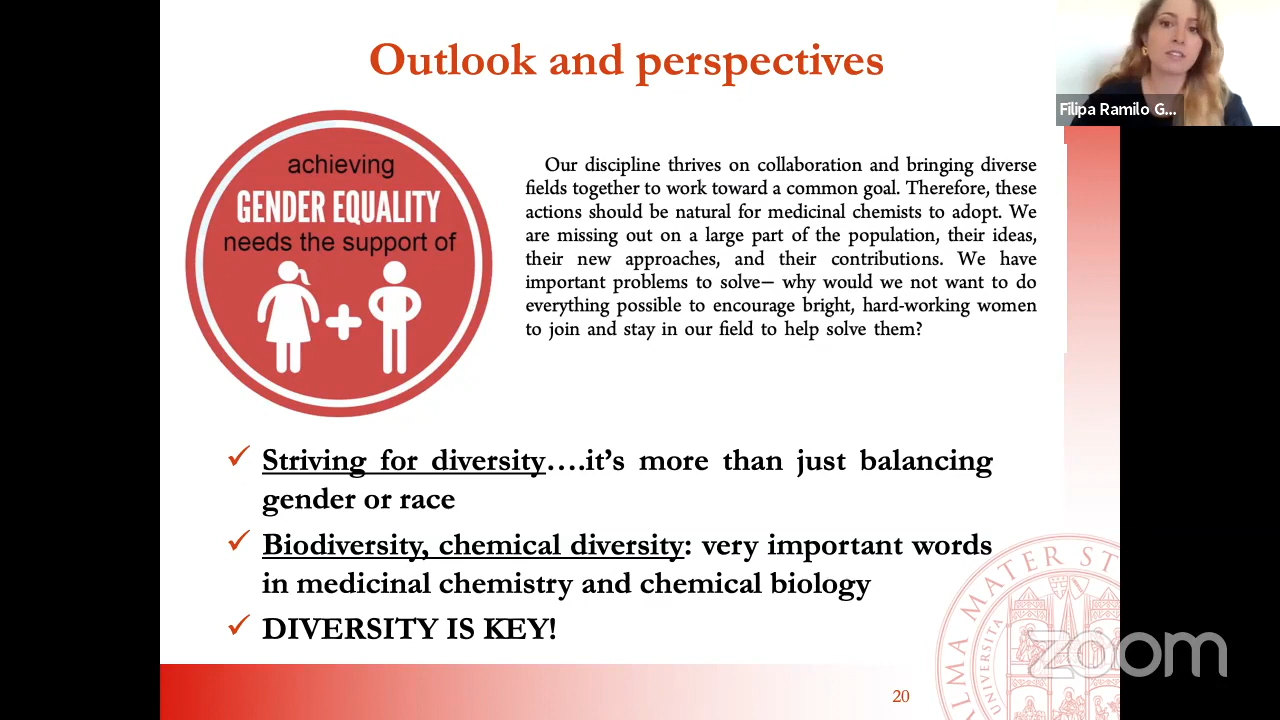 Outlook and perspectives
Filipa Ramilo G...
achieving
GENDER EQUALITY
needs the support of
Our discipline thrives on collaboration and bringing diverse
fields together to work toward a common goal. Therefore, these
actions should be natural for medicinal chemists to adopt. We
are missing out on a large part of the population, their ideas,
their new approaches, and their contributions. We have
important problems to solve— why would we not want to do
everything possible to encourage bright, hard-working women
to join and stay in our field to help solve them?
✓ Striving for diversity….it's more than just balancing
gender or race
✓ Biodiversity, chemical diversity: very important words
in medicinal chemistry and chemical biology
✓ DIVERSITY IS KEY!
ALMA MATER ST
UNIVERSITA
zoom
20